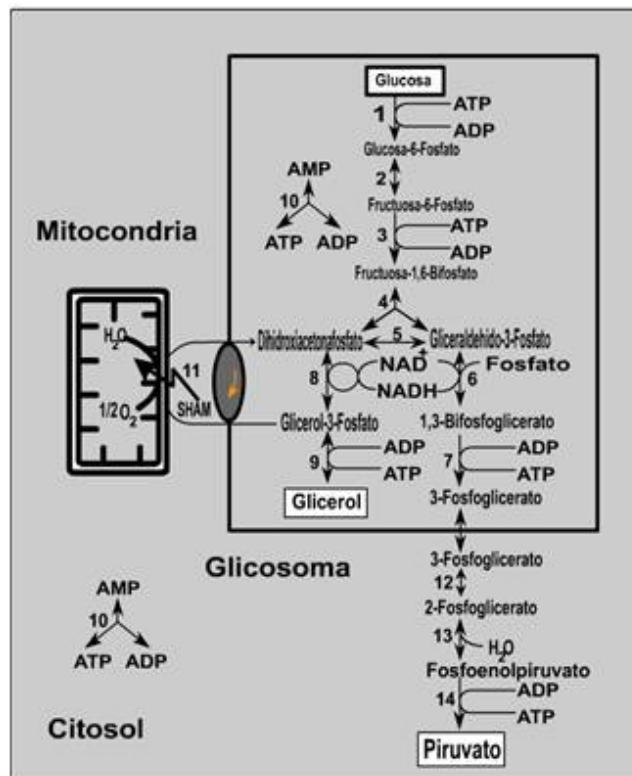 Glucosa
1
ATP
ADP
Glucosa-6-Fosfato
2
Fructuosa-6-Fosfato
3
ATP
ADP
Fructuosa-1,6-Bifosfato
AMP
10
ATP
ADP
Mitocondria
4
Dihidroxiacetonafosfato
5
Gliceraldehido-3-Fosfato
H2O
11
1/2O2
SHAM
8
NAD+
NADH
6
Fosfato
Glicerol-3-Fosfato
1,3-Bifosfoglicerato
9
ADP
ATP
7
ADP
ATP
Glicerol
3-Fosfoglicerato
Glicosoma
3-Fosfoglicerato
12
2-Fosfoglicerato
AMP
10
ATP
ADP
13
H2O
Fosfoenolpiruvato
14
ADP
ATP
Citosol
Piruvato